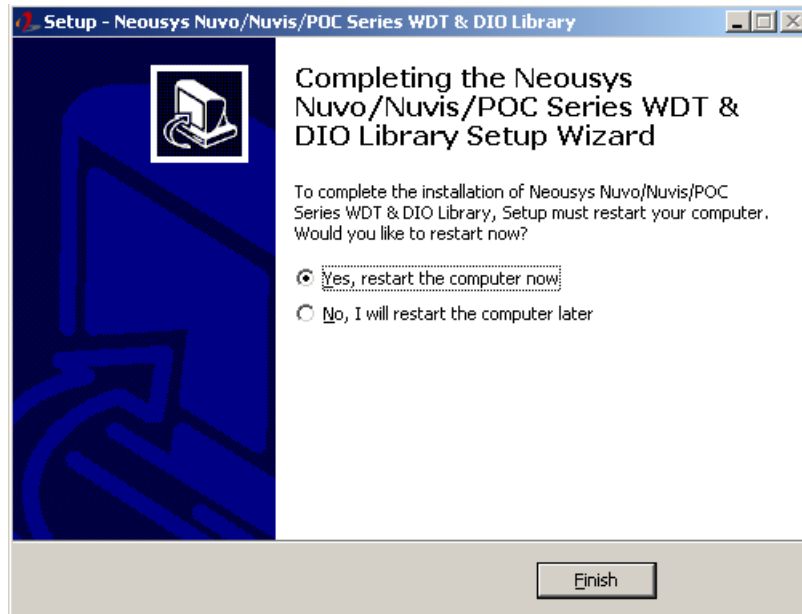 Setup - Neousys Nuvo/Nuvis/POC Series WDT & DIO Library
Completing the Neousys
Nuvo/Nuvis/POC Series WDT &
DIO Library Setup Wizard
To complete the installation of Neousys Nuvo/Nuvis/POC
Series WDT & DIO Library, Setup must restart your computer.
Would you like to restart now?
Yes, restart the computer now
No, I will restart the computer later
Finish